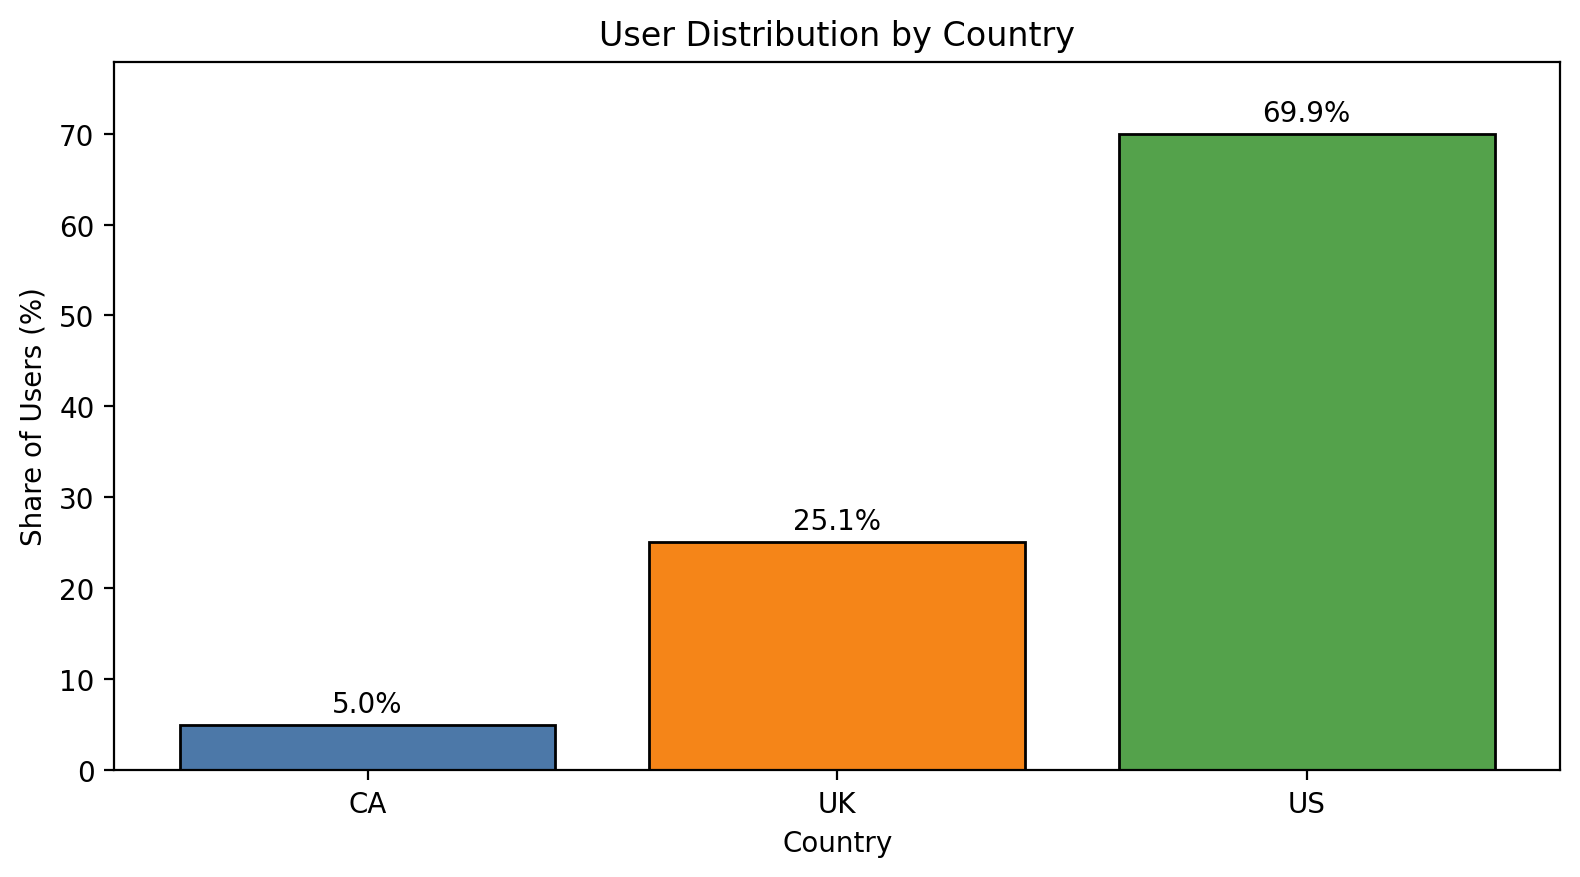 User Distribution by Country
Share of Users (%)
70
60
50
40
30
20
10
0
5.0%
25.1%
69.9%
CA
UK
US
Country